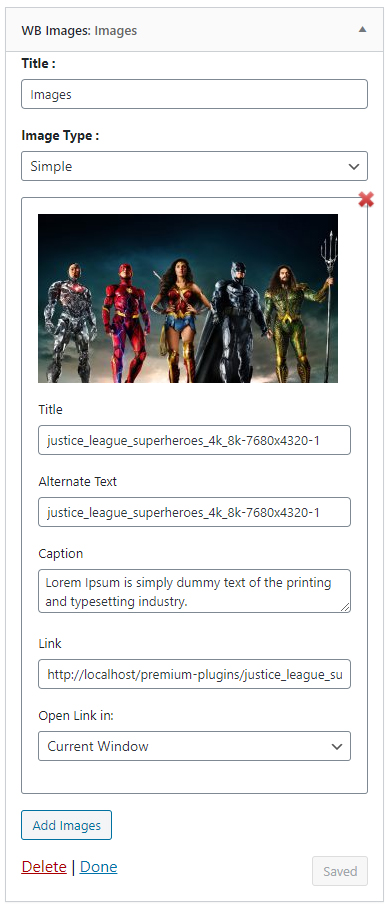 WB Images: Images
Title :
Images
Image Type :
Simple
Title
justice_league_superheroes_4k_8k-7680x4320-1
Alternate Text
justice_league_superheroes_4k_8k-7680x4320-1
Caption
Lorem Ipsum is simply dummy text of the printing
and typesetting industry.
Link
http://localhost/premium-plugins/justice_league_su
Open Link in:
Current Window
Add Images
Delete | Done
Saved